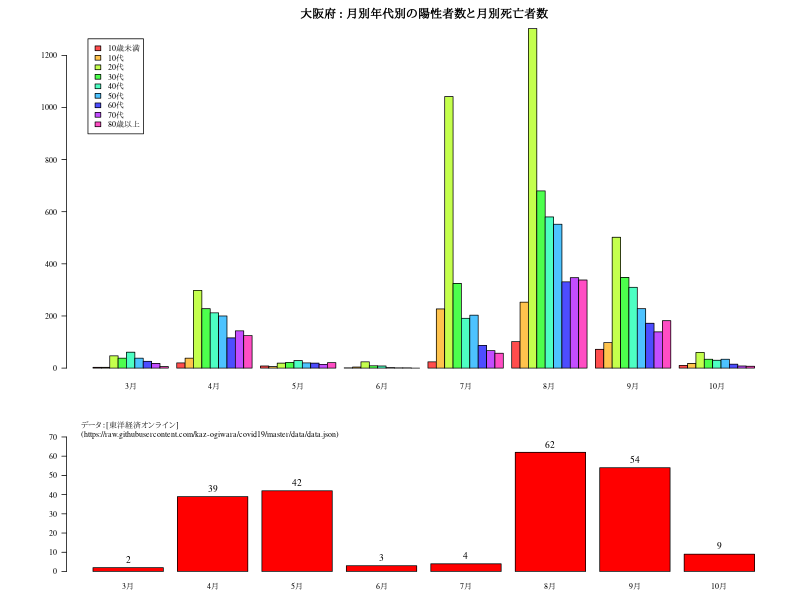 大阪府 : 月別年代別の陽性者数と月別死亡者数
1200
1000
800
600
400
200
0
10歳未満
10代
20代
30代
40代
50代
60代
70代
80歳以上
3月 4月 5月 6月 7月 8月 9月 10月
データ:[東洋経済オンライン]
(https://raw.githubusercontent.com/kaz-ogiwara/covid19/master/data/data.json)
70
60
50
40
30
20
10
0
2 39 42 3 4 62 54 9
3月 4月 5月 6月 7月 8月 9月 10月